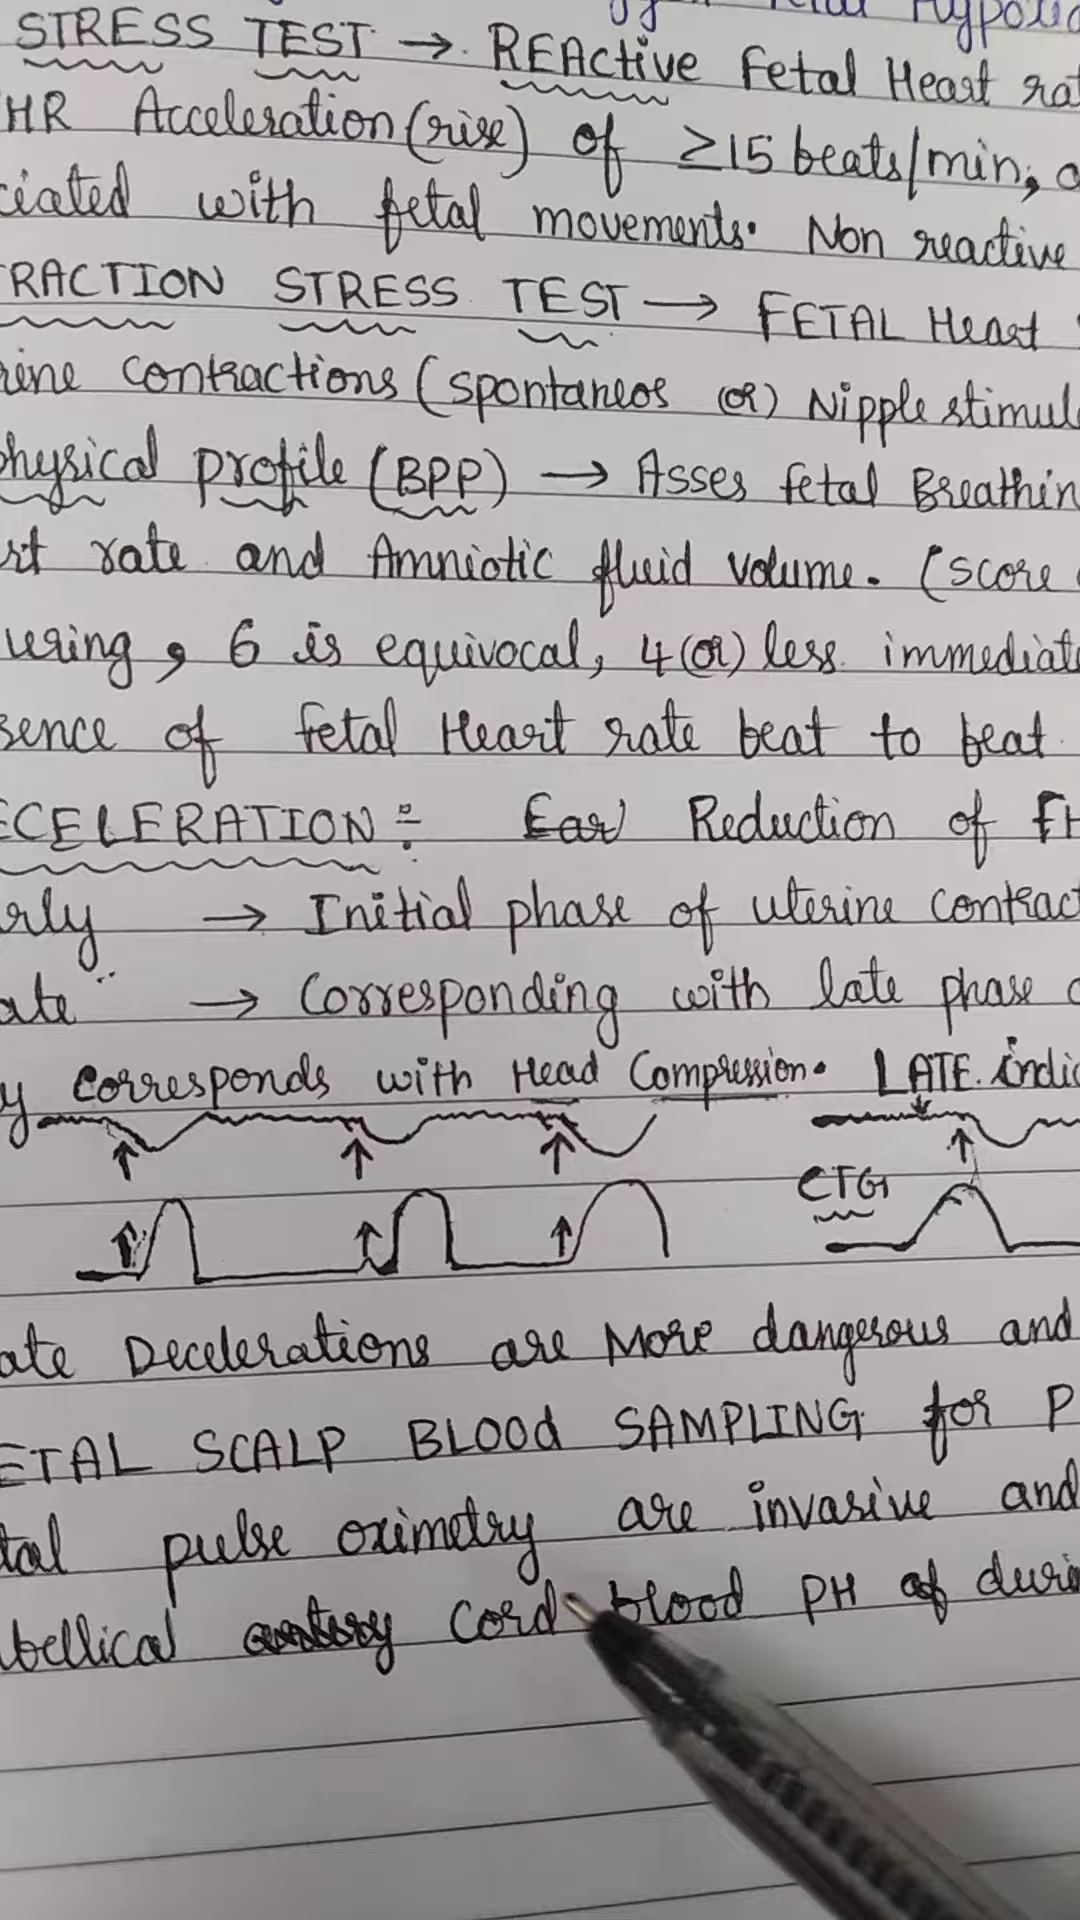 Hypoxia
STRESS TEST → REActive Fetal Heart rat
HR Acceleration (rise) of ≥15 beats/min,
ciated with fetal movements. Non reactive
RACTION STRESS TEST → FETAL Heart
rine contractions (spontaneos (or) Nipple stimul
physical profile (BPP) → Asses fetal Breathin
rt rate and Amniotic fluid volume. (score
uring, 6 is equivocal, 4 (or) less immediat
sence of fetal Heart rate beat to beat
ECELERATION:- Reduction of FH
rly → Initial phase of uterine contract
ate → Corresponding with late phase o
y corresponds with Head Compression. LATE indic
CTG
ate Decelerations are More dangerous and
ETAL SCALP BLOOD SAMPLING for P
tal pulse oximetry are invasive and
bellical cord blood PH of duri